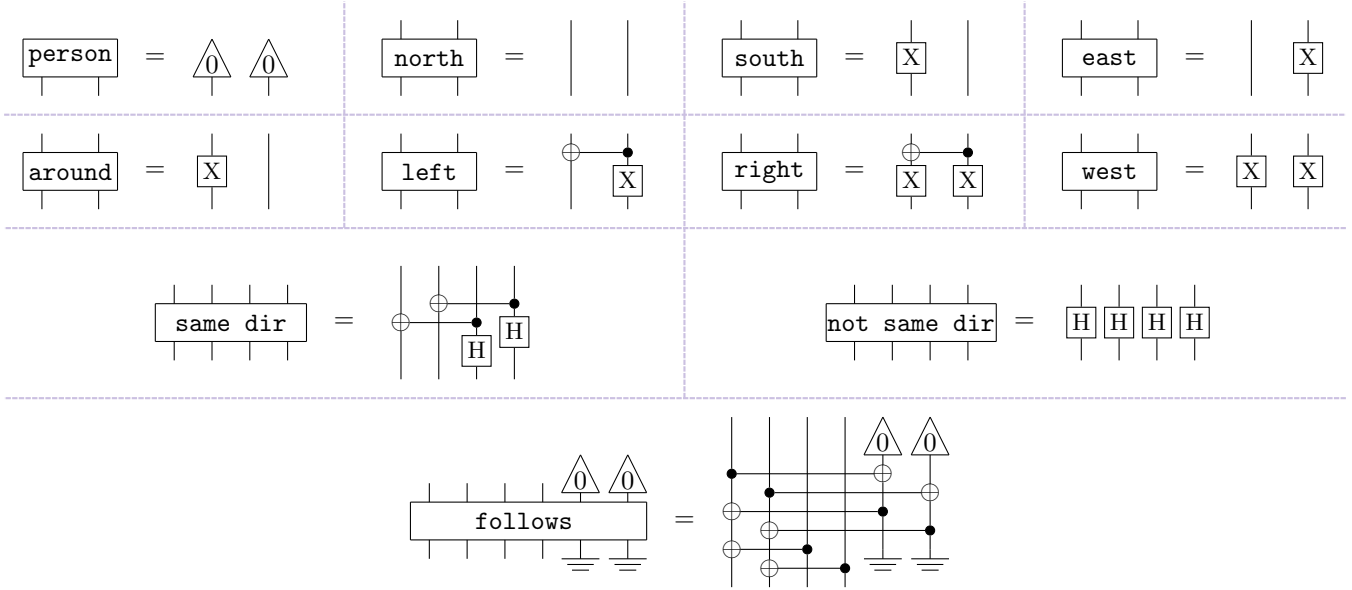 person = 0 0 north = south = X east = X
around = X left = X right = X X west = X X
same dir = H H not same dir = H H H H
0 0
0 0
follows =